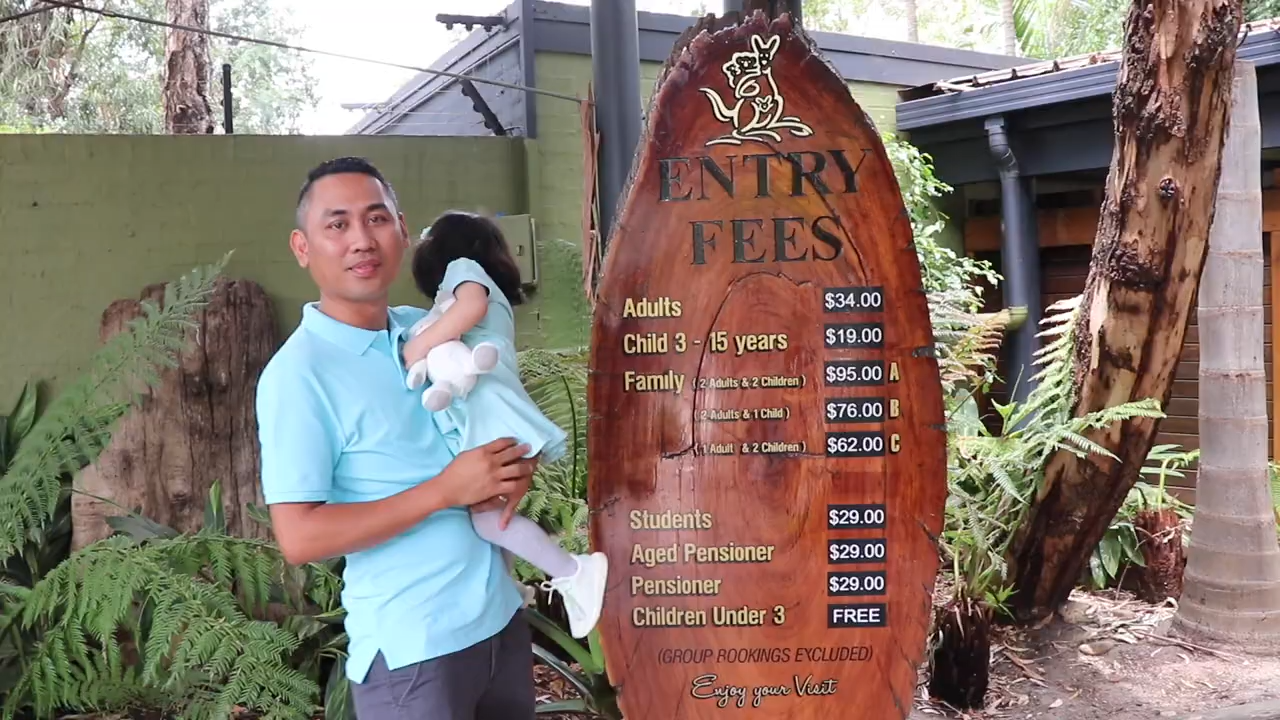 ENTRY
FEES
Adults $34.00
Child 3 - 15 years $19.00
Family (2 Adults & 2 Children) $95.00 A
(2 Adults & 1 Child) $76.00 B
(1 Adult & 2 Children) $62.00 C
Students $29.00
Aged Pensioner $29.00
Pensioner $29.00
Children Under 3 FREE
(GROUP BOOKINGS EXCLUDED)
Enjoy your Visit